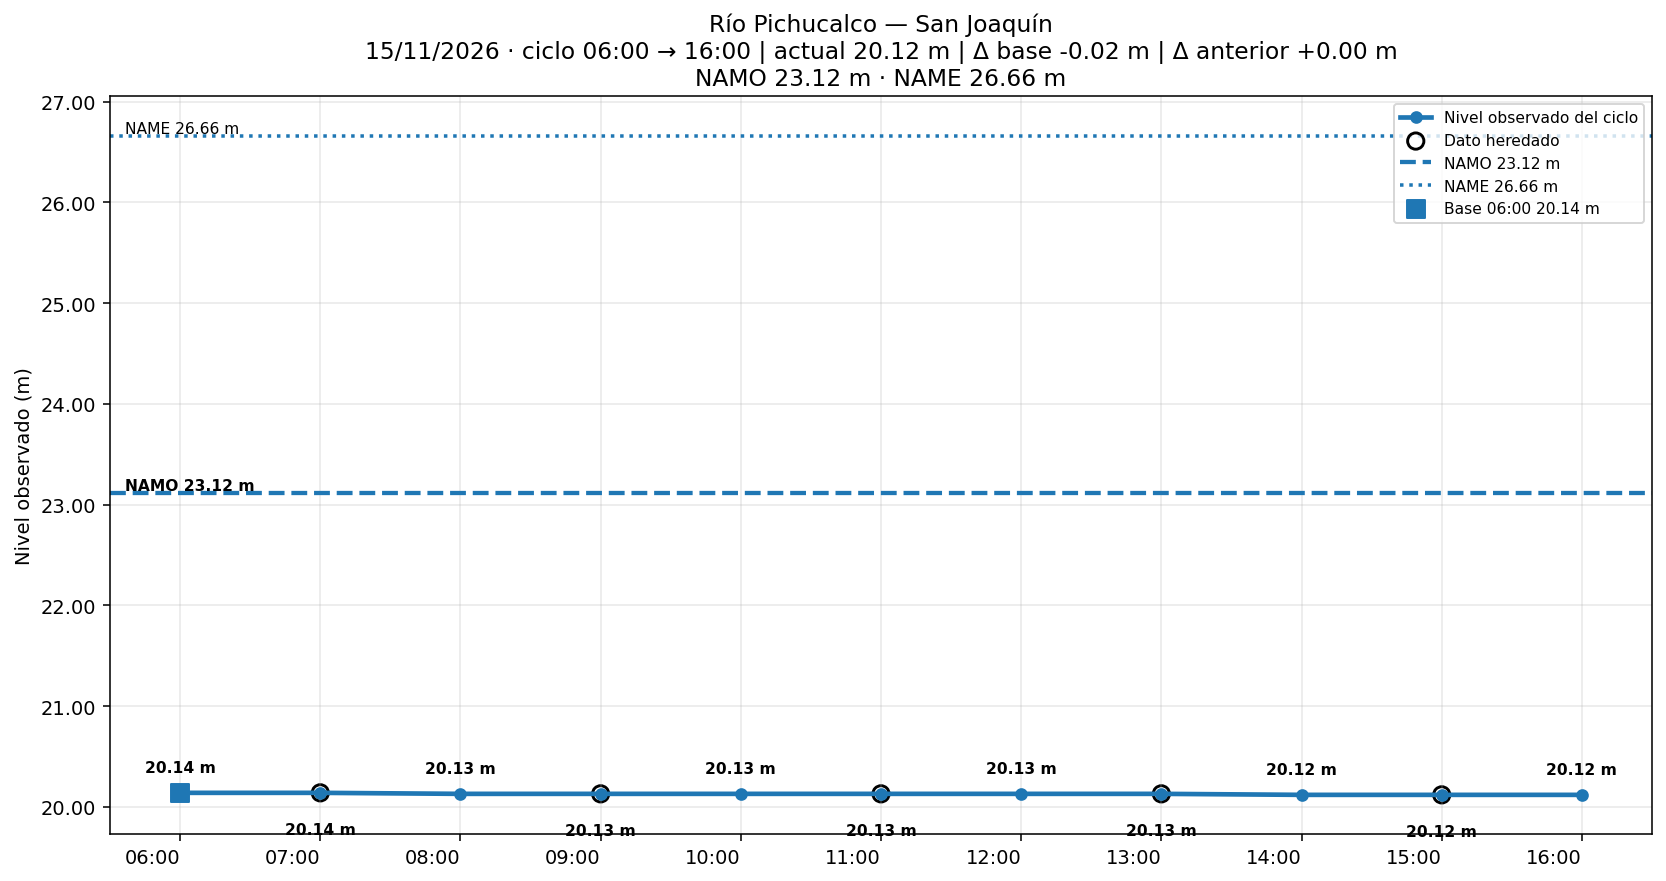 Río Pichucalco — San Joaquín
15/11/2026 · ciclo 06:00 → 16:00 | actual 20.12 m | Δ base -0.02 m | Δ anterior +0.00 m
NAMO 23.12 m · NAME 26.66 m
Nivel observado (m)
27.00
26.00
25.00
24.00
23.00
22.00
21.00
20.00
NAME 26.66 m
NAMO 23.12 m
Nivel observado del ciclo
Dato heredado
NAMO 23.12 m
NAME 26.66 m
Base 06:00 20.14 m
20.14 m
20.13 m
20.13 m
20.13 m
20.12 m
20.12 m
20.14 m
20.13 m
20.13 m
20.13 m
20.12 m
06:00
07:00
08:00
09:00
10:00
11:00
12:00
13:00
14:00
15:00
16:00